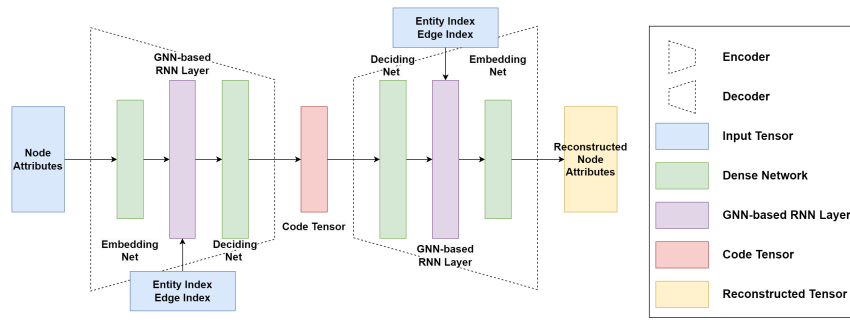 Node
Attributes
GNN-based
RNN Layer
Embedding
Net
Deciding
Net
Entity Index
Edge Index
Code Tensor
Entity Index
Edge Index
Deciding
Net
Embedding
Net
GNN-based
RNN Layer
Reconstructed
Node
Attributes
Encoder
Decoder
Input Tensor
Dense Network
GNN-based RNN Layer
Code Tensor
Reconstructed Tensor